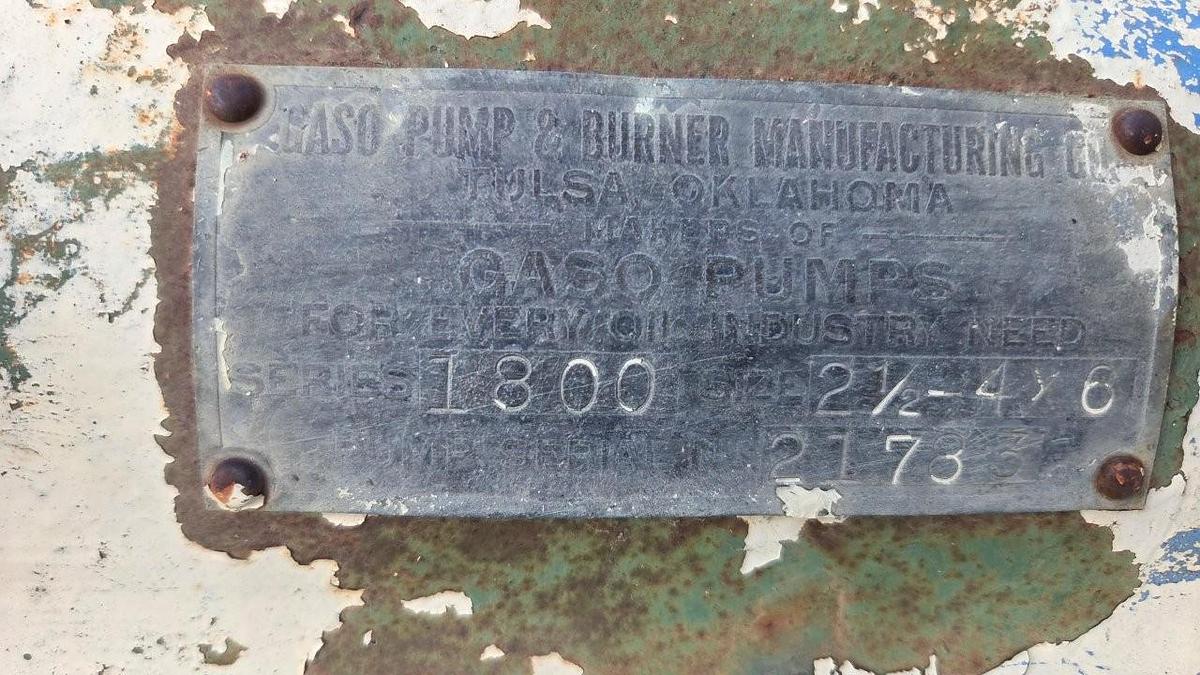 GASO PUMP & BURNER MANUFACTURING CO.
TULSA, OKLAHOMA
MAKERS OF
GASO PUMPS
FOR EVERY OIL INDUSTRY NEED
SERIES 1800 SIZE 2½-4 x 6
PUMP SERIAL NO.